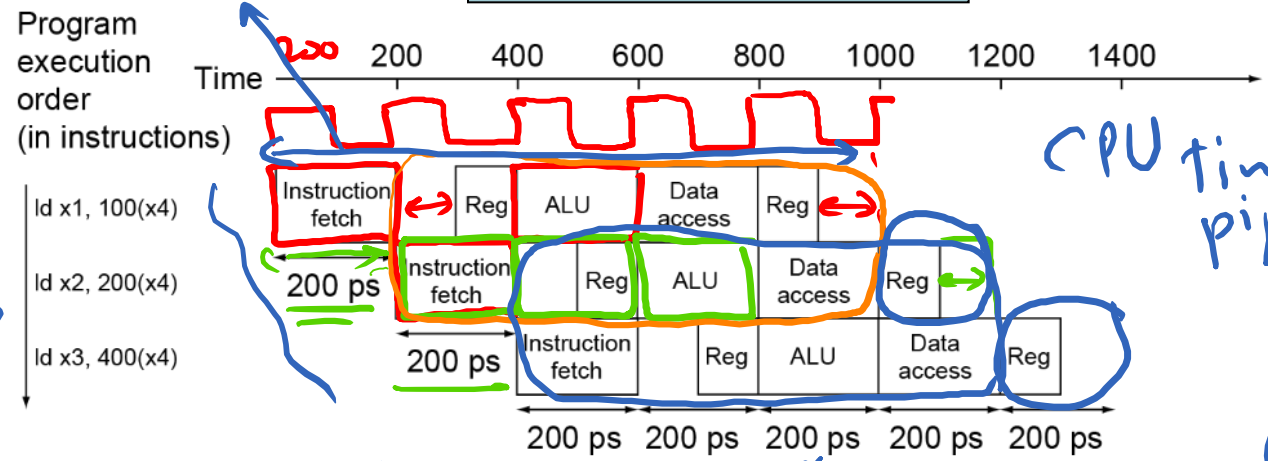 Program
execution
order
(in instructions)
Time
200
200 400 600 800 1000 1200 1400
CPU
ld x1, 100(x4)
Instruction
fetch
Reg
ALU
Data
access
Reg
200 ps
ld x2, 200(x4)
Instruction
fetch
Reg
ALU
Data
access
Reg
200 ps
ld x3, 400(x4)
Instruction
fetch
Reg
ALU
Data
access
Reg
200 ps 200 ps 200 ps 200 ps 200 ps